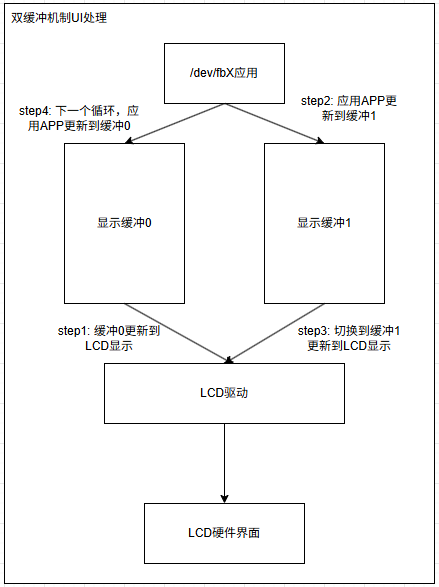 双缓冲机制UI处理
/dev/fbX应用
step4: 下一个循环，应
用APP更新到缓冲0
step2: 应用APP更
新到缓冲1
显示缓冲0
显示缓冲1
step1: 缓冲0更新到
LCD显示
step3: 切换到缓冲1
更新到LCD显示
LCD驱动
LCD硬件界面